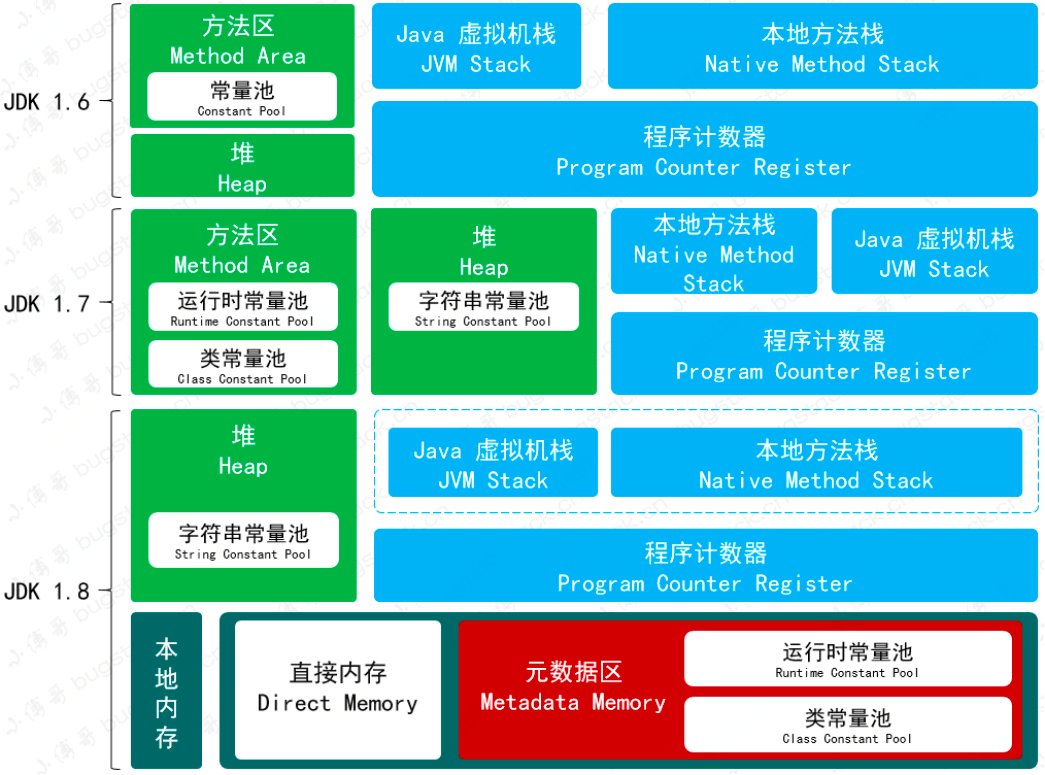 JDK 1.6
方法区
Method Area
常量池
Constant Pool
堆
Heap
Java 虚拟机栈
JVM Stack
本地方法栈
Native Method Stack
程序计数器
Program Counter Register
JDK 1.7
方法区
Method Area
运行时常量池
Runtime Constant Pool
类常量池
Class Constant Pool
堆
Heap
字符串常量池
String Constant Pool
本地方法栈
Native Method
Stack
Java 虚拟机栈
JVM Stack
程序计数器
Program Counter Register
JDK 1.8
堆
Heap
字符串常量池
String Constant Pool
Java 虚拟机栈
JVM Stack
本地方法栈
Native Method Stack
程序计数器
Program Counter Register
本
地
内
存
直接内存
Direct Memory
元数据区
Metadata Memory
运行时常量池
Runtime Constant Pool
类常量池
Class Constant Pool